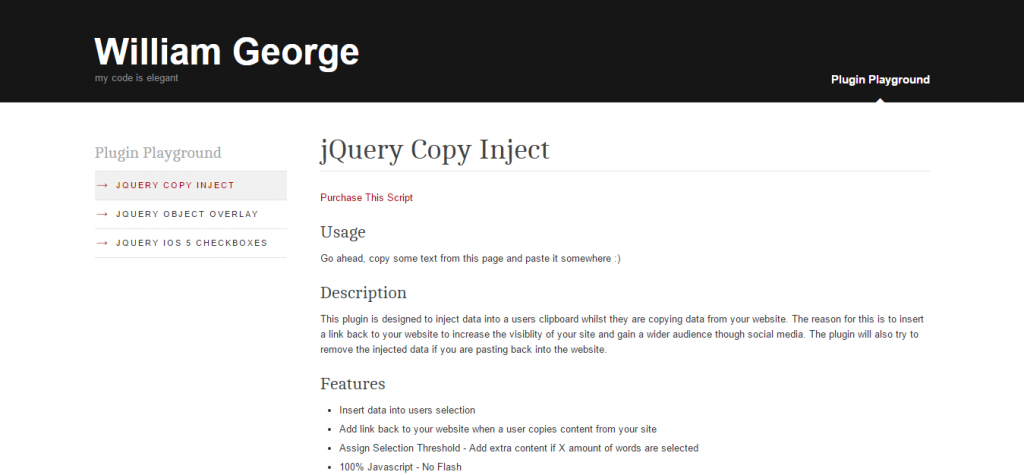 William George
my code is elegant
Plugin Playground
Plugin Playground
→ JQUERY COPY INJECT
→ JQUERY OBJECT OVERLAY
→ JQUERY IOS 5 CHECKBOXES
jQuery Copy Inject
Purchase This Script
Usage
Go ahead, copy some text from this page and paste it somewhere :)
Description
This plugin is designed to inject data into a users clipboard whilst they are copying data from your website. The reason for this is to insert
a link back to your website to increase the visiblity of your site and gain a wider audience though social media. The plugin will also try to
remove the injected data if you are pasting back into the website.
Features
• Insert data into users selection
• Add link back to your website when a user copies content from your site
• Assign Selection Threshold - Add extra content if X amount of words are selected
• 100% Javascript - No Flash